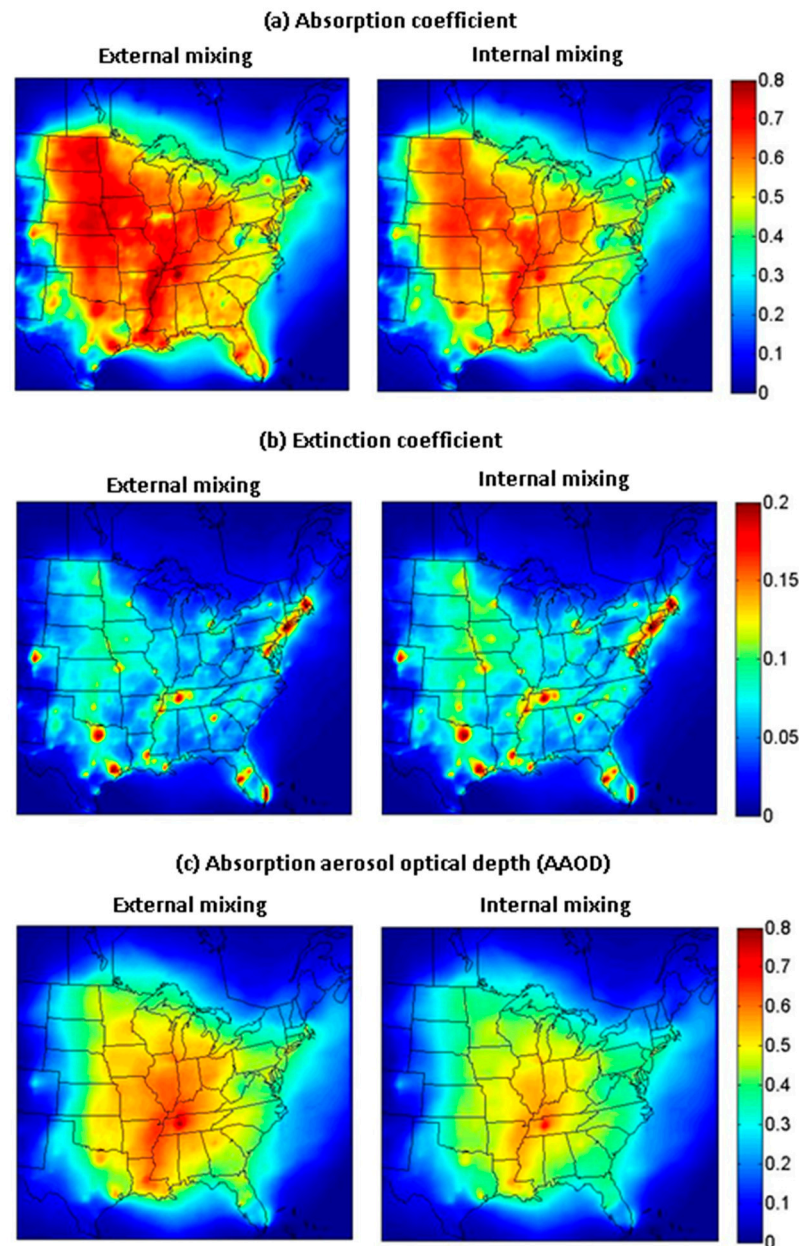 (a) Absorption coefficient
External mixing
Internal mixing
0.8
0.7
0.6
0.5
0.4
0.3
0.2
0.1
0
(b) Extinction coefficient
External mixing
Internal mixing
0.2
0.15
0.1
0.05
0
(c) Absorption aerosol optical depth (AAOD)
External mixing
Internal mixing
0.8
0.7
0.6
0.5
0.4
0.3
0.2
0.1
0